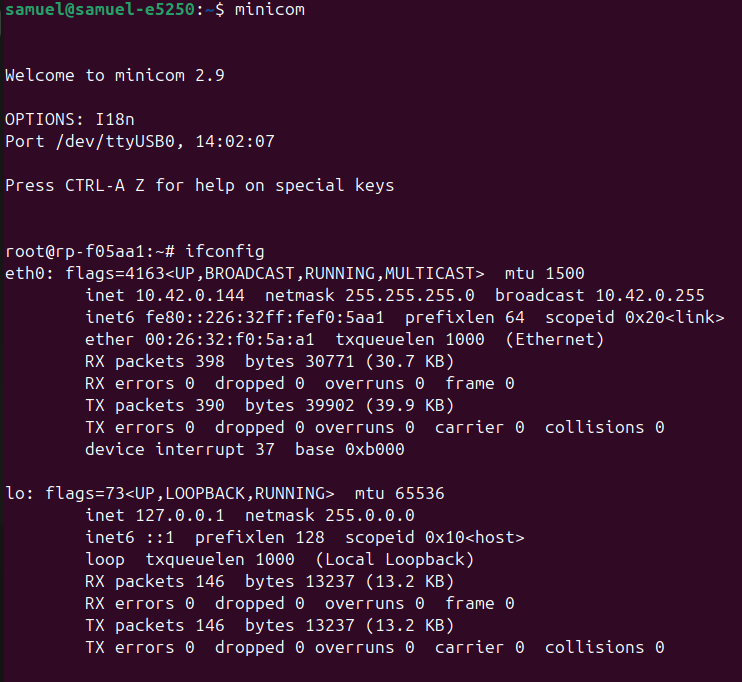 samuel@samuel-e5250:~$ minicom
Welcome to minicom 2.9
OPTIONS: I18n
Port /dev/ttyUSB0, 14:02:07
Press CTRL-A Z for help on special keys
root@rp-f05aa1:~# ifconfig
eth0: flags=4163<UP,BROADCAST,RUNNING,MULTICAST>  mtu 1500
        inet 10.42.0.144  netmask 255.255.255.0  broadcast 10.42.0.255
        inet6 fe80::226:32ff:fef0:5aa1  prefixlen 64  scopeid 0x20<link>
        ether 00:26:32:f0:5a:a1  txqueuelen 1000  (Ethernet)
        RX packets 398  bytes 30771 (30.7 KB)
        RX errors 0  dropped 0  overruns 0  frame 0
        TX packets 390  bytes 39902 (39.9 KB)
        TX errors 0  dropped 0 overruns 0  carrier 0  collisions 0
        device interrupt 37  base 0xb000
lo: flags=73<UP,LOOPBACK,RUNNING>  mtu 65536
        inet 127.0.0.1  netmask 255.0.0.0
        inet6 ::1  prefixlen 128  scopeid 0x10<host>
        loop  txqueuelen 1000  (Local Loopback)
        RX packets 146  bytes 13237 (13.2 KB)
        RX errors 0  dropped 0  overruns 0  frame 0
        TX packets 146  bytes 13237 (13.2 KB)
        TX errors 0  dropped 0 overruns 0  carrier 0  collisions 0